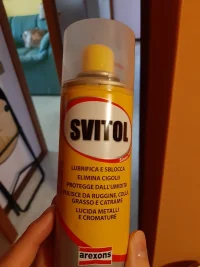 SVITOL
LUBRIFICA E SBLOCCA
ELIMINA CIGOLII
PROTEGGE DALL'UMIDITÀ
PULISCE DA RUGGINE, COLLA,
GRASSO E CATRAME
LUCIDA METALLI
E CROMATURE
arexons